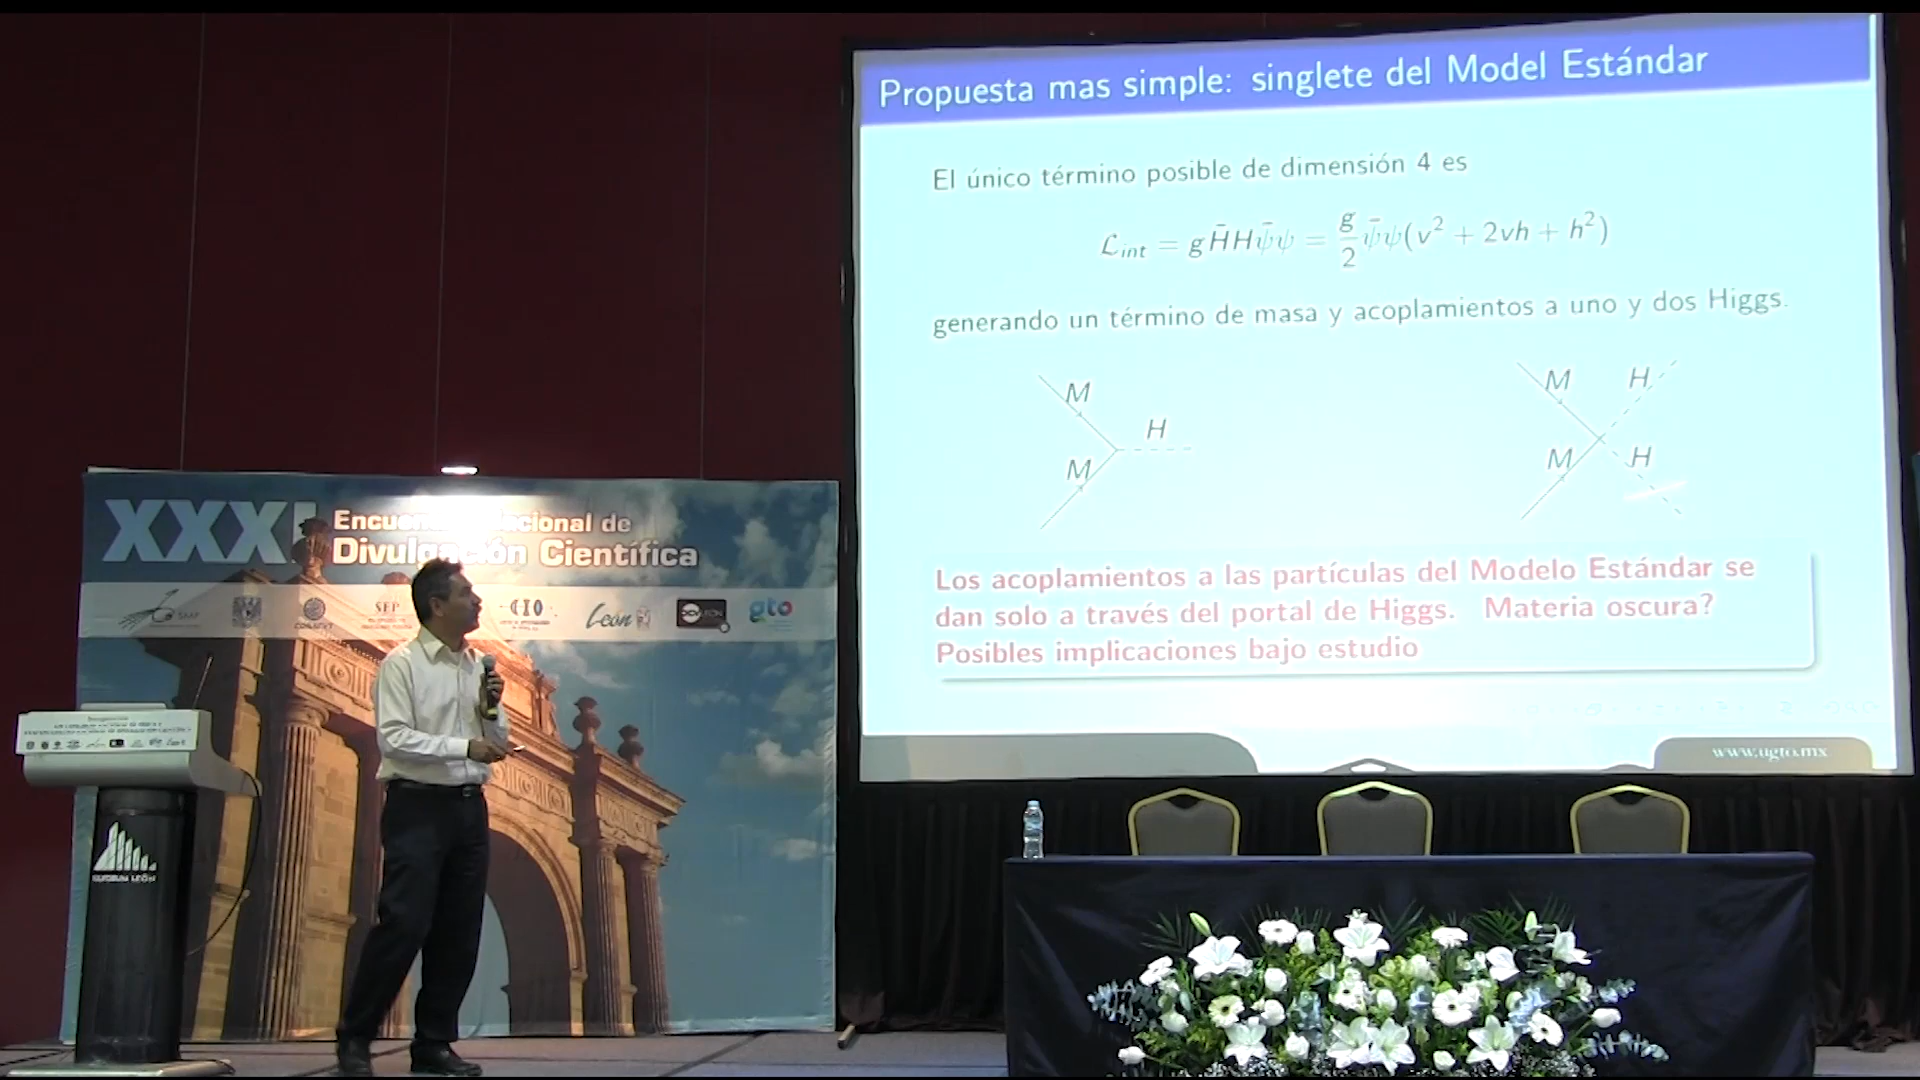 Propuesta mas simple: singlete del Model Estándar
El único término posible de dimensión 4 es
ℒ_int = g H̄ H ψ̄ψ = g/2 ψ̄ψ(v² + 2vh + h²)
generando un término de masa y acoplamientos a uno y dos Higgs.
M
H
M
M H
M H
Los acoplamientos a las partículas del Modelo Estándar se
dan solo a través del portal de Higgs. Materia oscura?
Posibles implicaciones bajo estudio
www.ugto.mx
XXXI
de
Divulgación Científica
SEP
CIO
León
gto